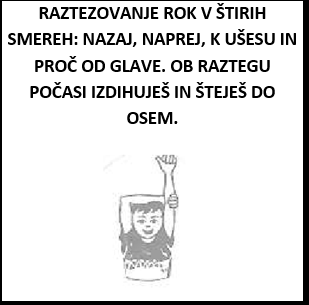 RAZTEZOVANJE ROK V ŠTIRIH
SMEREH: NAZAJ, NAPREJ, K UŠESU IN
PROČ OD GLAVE. OB RAZTEGU
POČASI IZDIHUJEŠ IN ŠTEJEŠ DO
OSEM.